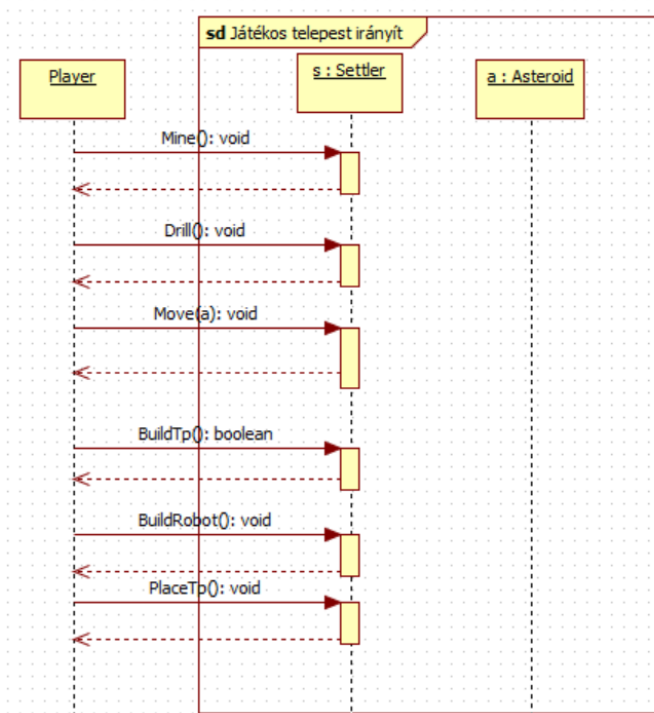 sd Játékos telepest irányít
Player
s : Settler
a : Asteroid
Mine(): void
Drill(): void
Move(a): void
BuildTp(): boolean
BuildRobot(): void
PlaceTp(): void